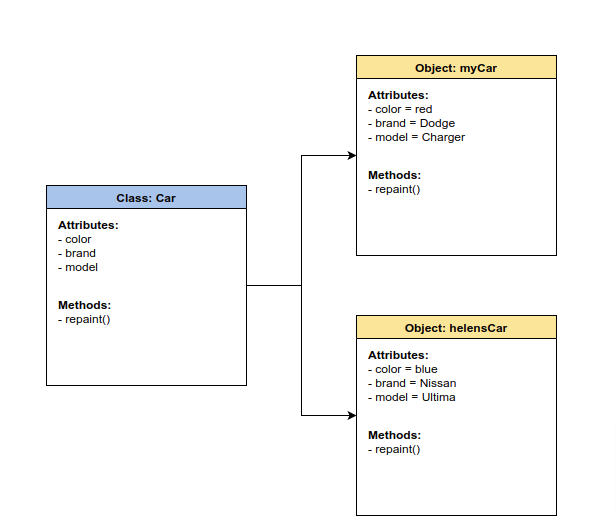 Class: Car
Attributes:
- color
- brand
- model
Methods:
- repaint()
Object: myCar
Attributes:
- color = red
- brand = Dodge
- model = Charger
Methods:
- repaint()
Object: helensCar
Attributes:
- color = blue
- brand = Nissan
- model = Ultima
Methods:
- repaint()